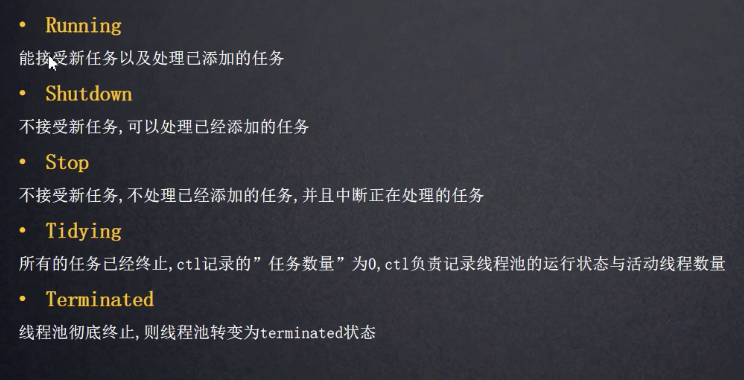 • Running
能接受新任务以及处理已添加的任务
• Shutdown
不接受新任务,可以处理已经添加的任务
• Stop
不接受新任务,不处理已经添加的任务,并且中断正在处理的任务
• Tidying
所有的任务已经终止,ctl记录的”任务数量”为0,ctl负责记录线程池的运行状态与活动线程数量
• Terminated
线程池彻底终止,则线程池转变为terminated状态